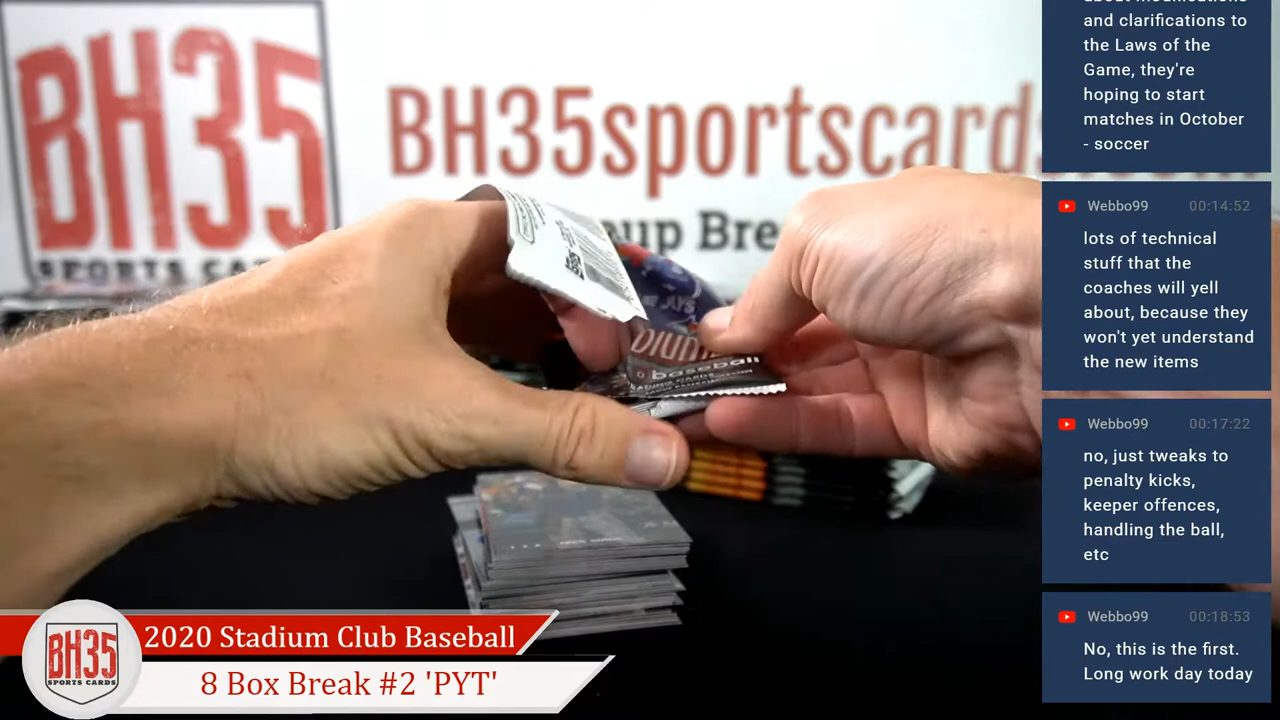 BH35
SPORTS CA
BH35sportscards
oup Bre
baseball
about modifications
and clarifications to
the Laws of the
Game, they're
hoping to start
matches in October
- soccer
Webbo99 00:14:52
lots of technical
stuff that the
coaches will yell
about, because they
won't yet understand
the new items
Webbo99 00:17:22
no, just tweaks to
penalty kicks,
keeper offences,
handling the ball,
etc
Webbo99 00:18:53
No, this is the first.
Long work day today
BH35
SPORTS CARDS
2020 Stadium Club Baseball
8 Box Break #2 'PYT'